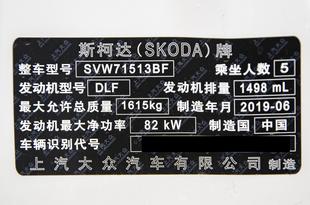 斯柯达(SKODA)牌
整车型号 SVW71513BF 乘坐人数 5
发动机型号 DLF 发动机排量 1498 mL
最大允许总质量 1615kg 制造年月 2019-06
发动机最大净功率 82 kW 制造国 中国
车辆识别代号
上汽大众汽车有限公司 制造